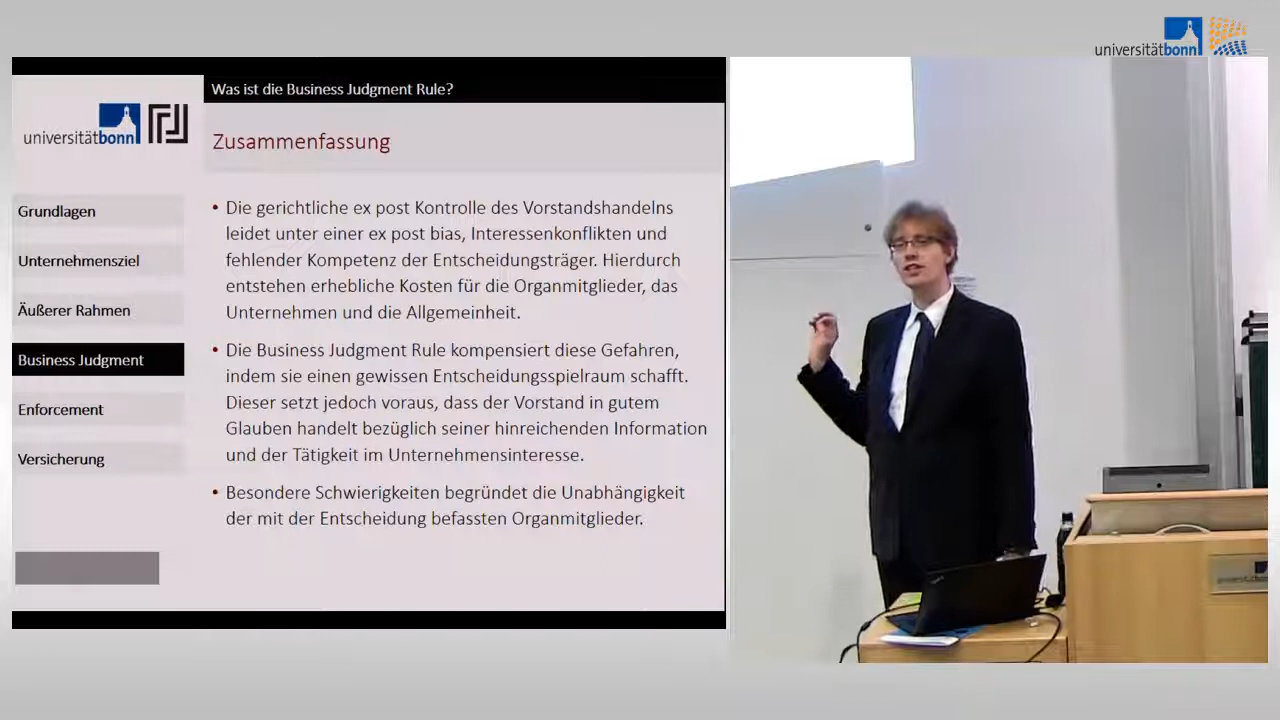 universitätbonn
Was ist die Business Judgment Rule?
universitätbonn
Zusammenfassung
Grundlagen
Unternehmensziel
Äußerer Rahmen
Business Judgment
Enforcement
Versicherung
• Die gerichtliche ex post Kontrolle des Vorstandshandelns
leidet unter einer ex post bias, Interessenkonflikten und
fehlender Kompetenz der Entscheidungsträger. Hierdurch
entstehen erhebliche Kosten für die Organmitglieder, das
Unternehmen und die Allgemeinheit.
• Die Business Judgment Rule kompensiert diese Gefahren,
indem sie einen gewissen Entscheidungsspielraum schafft.
Dieser setzt jedoch voraus, dass der Vorstand in gutem
Glauben handelt bezüglich seiner hinreichenden Information
und der Tätigkeit im Unternehmensinteresse.
• Besondere Schwierigkeiten begründet die Unabhängigkeit
der mit der Entscheidung befassten Organmitglieder.
universitätbonn